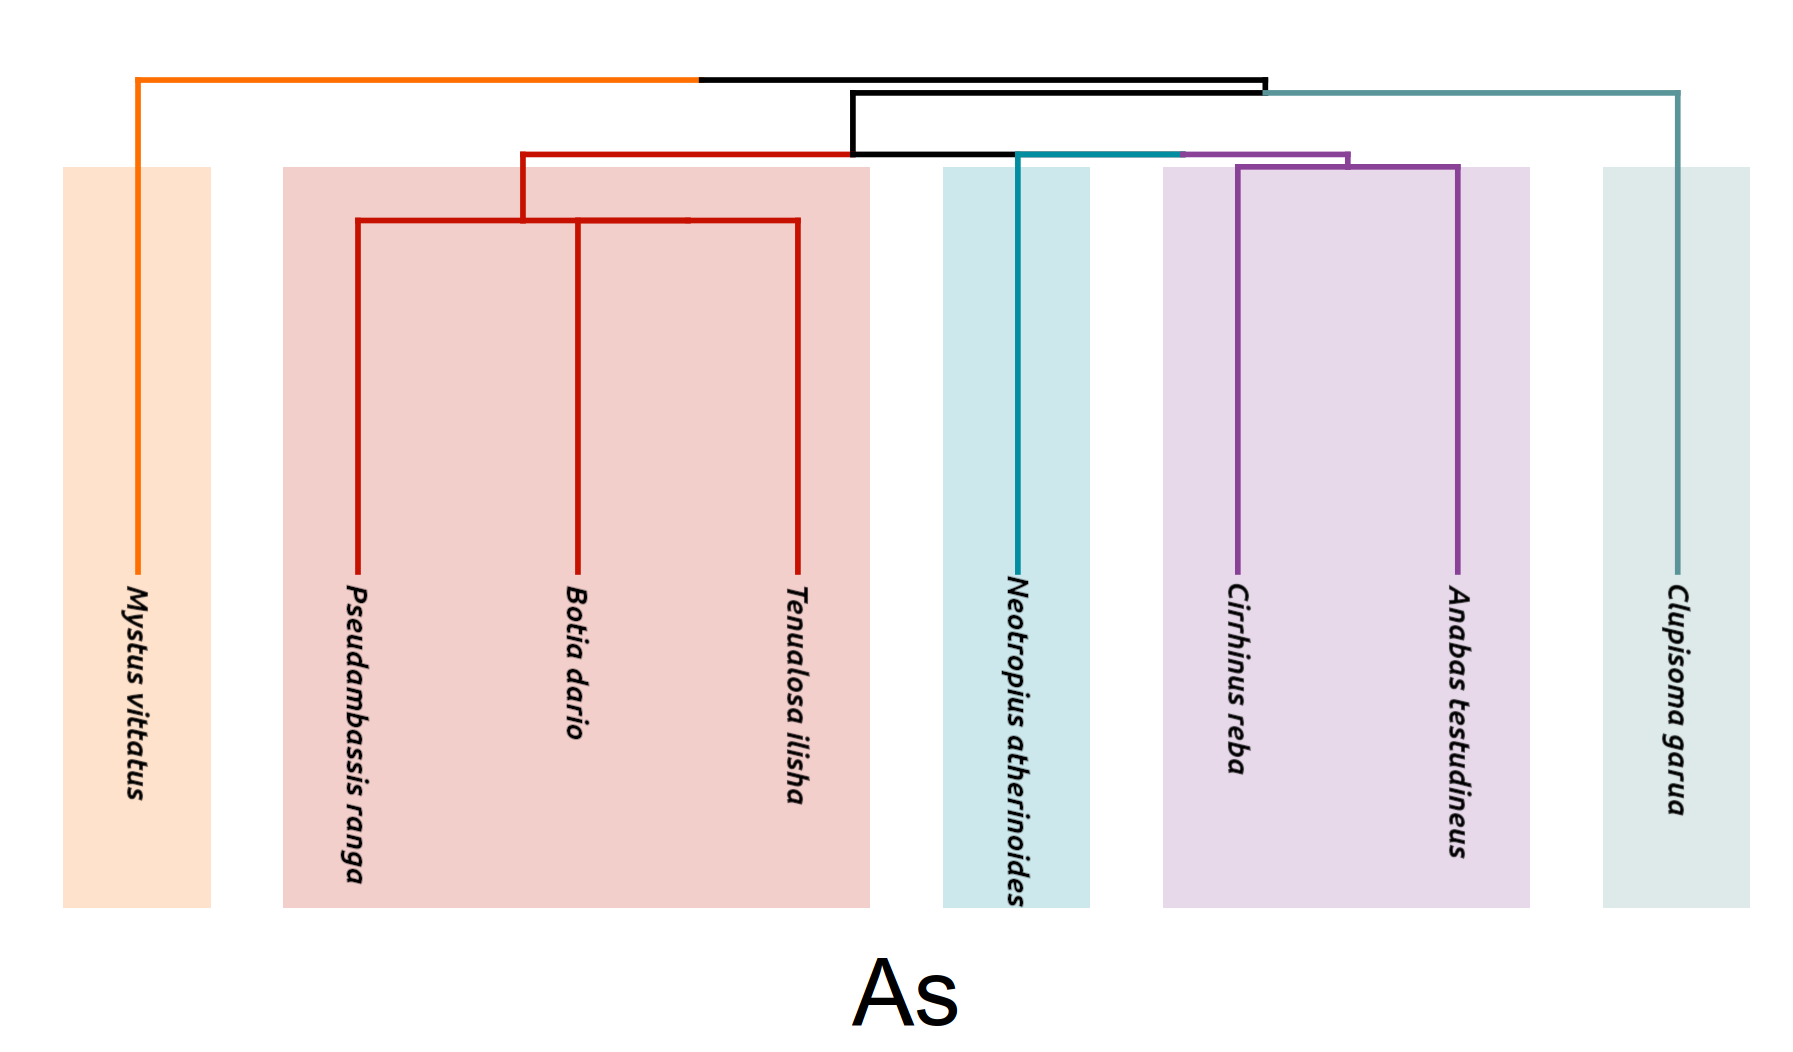 Mystus vittatus
Pseudambassis ranga
Botia dario
Tenualosa ilisha
Neotropius atherinoides
Cirrhinus reba
Anabas testudineus
Clupisoma garua
As